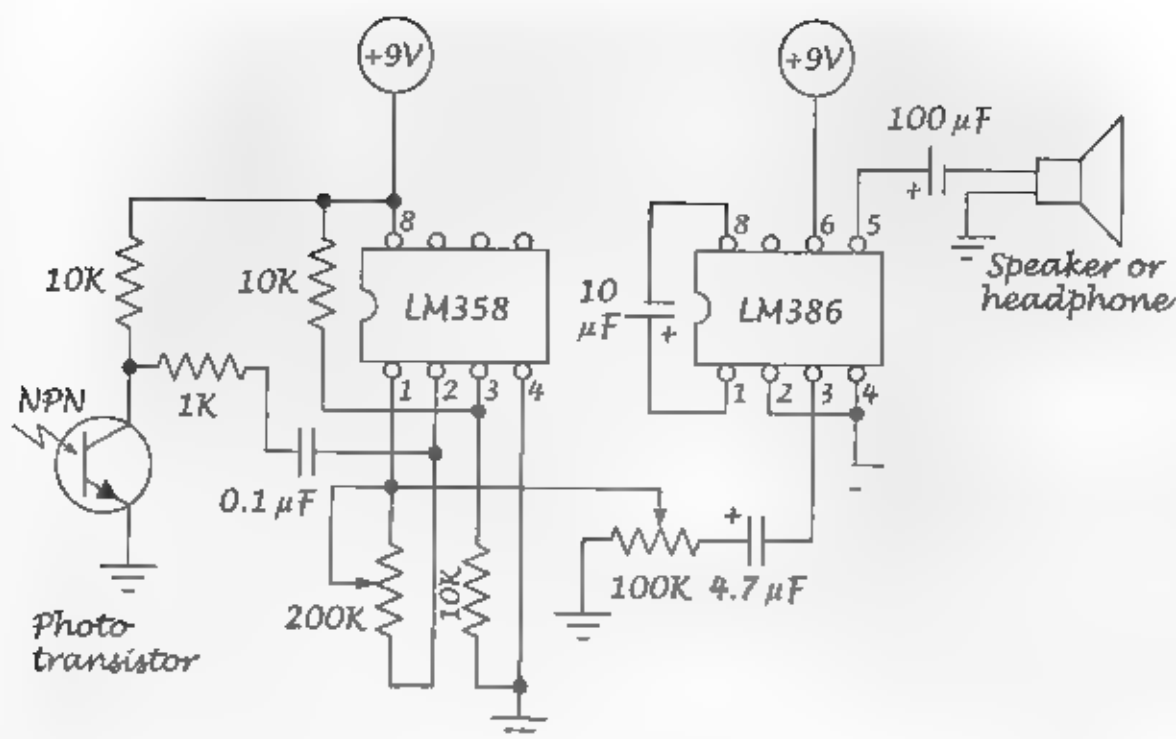 +9V
+9V
100 µF
+
8
8
6
5
10K
10K
LM358
10
µF
+
LM386
Speaker or
headphone
NPN
1K
1
2
3
4
1
2
3
4
0.1 µF
+
200K
10K
100K
4.7 µF
Photo-
transistor